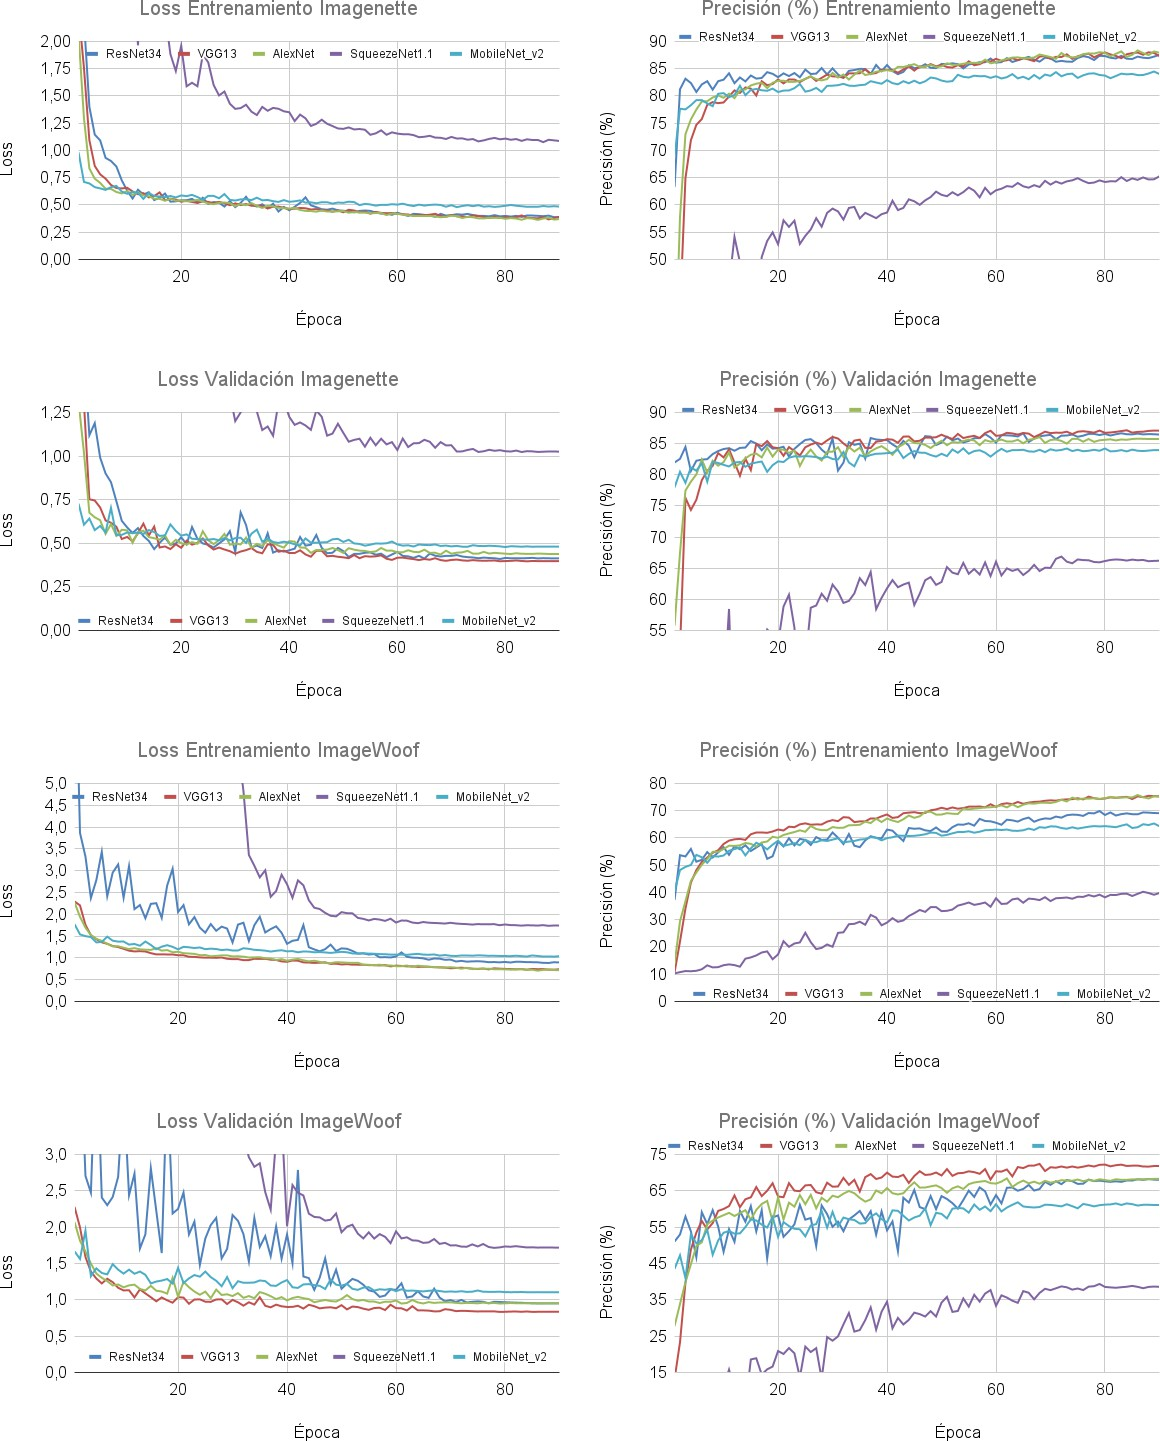 Loss Entrenamiento Imagenette
ResNet34 VGG13 AlexNet SqueezeNet1.1 MobileNet_v2
2,00
1,75
1,50
1,25
1,00
0,75
0,50
0,25
0,00
Loss
20 40 60 80
Época
Precisión (%) Entrenamiento Imagenette
ResNet34 VGG13 AlexNet SqueezeNet1.1 MobileNet_v2
90
85
80
75
70
65
60
55
50
Precisión (%)
20 40 60 80
Época
Loss Validación Imagenette
1,25
1,00
0,75
0,50
0,25
0,00
Loss
ResNet34 VGG13 AlexNet SqueezeNet1.1 MobileNet_v2
20 40 60 80
Época
Precisión (%) Validación Imagenette
ResNet34 VGG13 AlexNet SqueezeNet1.1 MobileNet_v2
90
85
80
75
70
65
60
55
Precisión (%)
20 40 60 80
Época
Loss Entrenamiento ImageWoof
ResNet34 VGG13 AlexNet SqueezeNet1.1 MobileNet_v2
5,0
4,5
4,0
3,5
3,0
2,5
2,0
1,5
1,0
0,5
0,0
Loss
20 40 60 80
Época
Precisión (%) Entrenamiento ImageWoof
80
70
60
50
40
30
20
10
0
Precisión (%)
ResNet34 VGG13 AlexNet SqueezeNet1.1 MobileNet_v2
20 40 60 80
Época
Loss Validación ImageWoof
3,0
2,5
2,0
1,5
1,0
0,5
0,0
Loss
ResNet34 VGG13 AlexNet SqueezeNet1.1 MobileNet_v2
20 40 60 80
Época
Precisión (%) Validación ImageWoof
ResNet34 VGG13 AlexNet SqueezeNet1.1 MobileNet_v2
75
65
55
45
35
25
15
Precisión (%)
20 40 60 80
Época